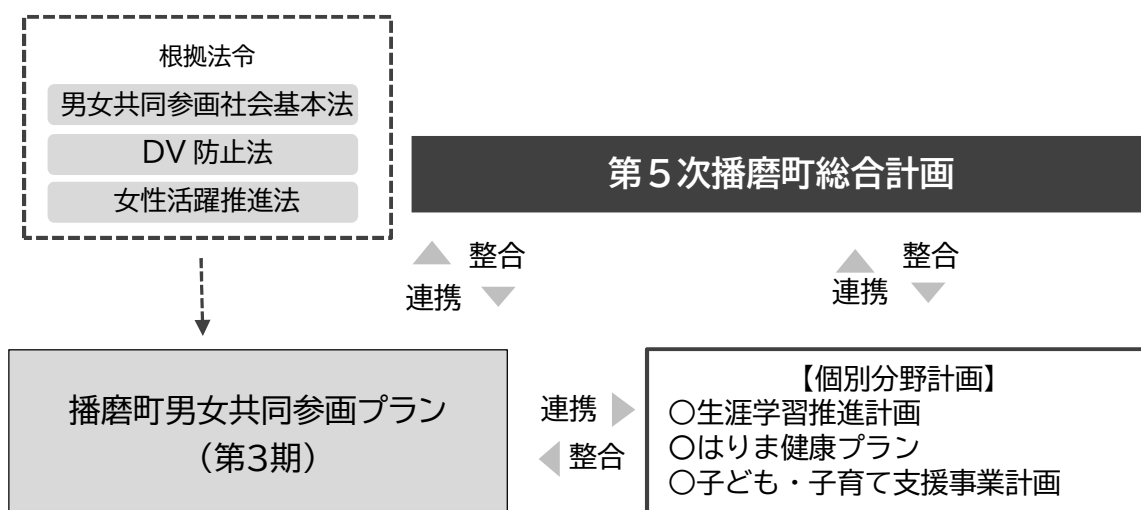 根拠法令
男女共同参画社会基本法
DV 防止法
女性活躍推進法
第5次播磨町総合計画
整合
連携
整合
連携
播磨町男女共同参画プラン
（第3期）
連携
整合
【個別分野計画】
〇生涯学習推進計画
〇はりま健康プラン
〇子ども・子育て支援事業計画